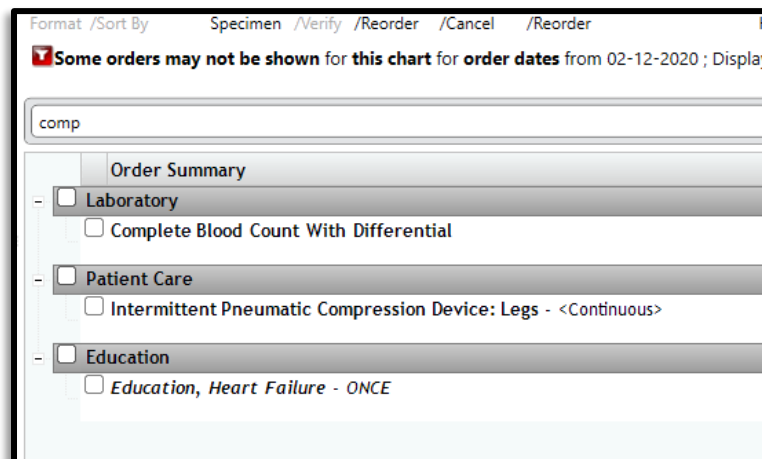 Format /Sort By Specimen /Verify /Reorder /Cancel /Reorder
Some orders may not be shown for this chart for order dates from 02-12-2020 ; Display
comp
Order Summary
Laboratory
Complete Blood Count With Differential
Patient Care
Intermittent Pneumatic Compression Device: Legs - <Continuous>
Education
Education, Heart Failure - ONCE